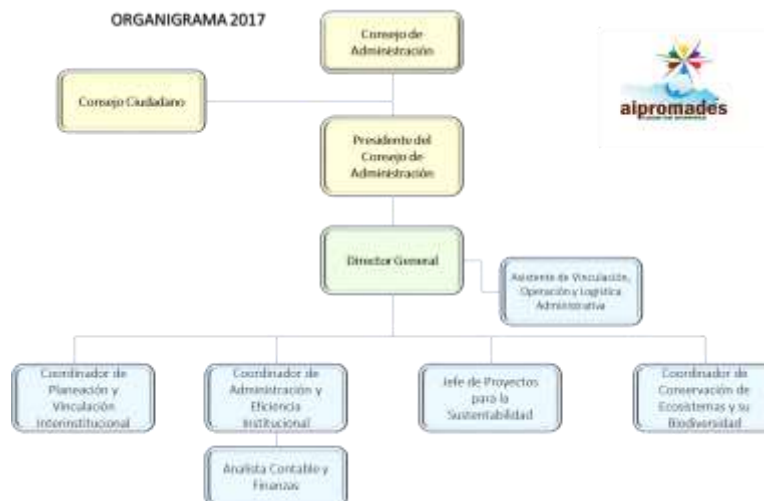 ORGANIGRAMA 2017
Consejo de
Administración
Consejo Ciudadano
aipromades
Presidente del
Consejo de
Administración
Director General
Asistente de Vinculación,
Operación y Logística
Administrativa
Coordinador de
Planeación y
Vinculación
Interinstitucional
Coordinador de
Administración y
Eficiencia
Institucional
Jefe de Proyectos
para la
Sustentabilidad
Coordinador de
Conservación de
Ecosistemas y su
Biodiversidad
Analista Contable y
Finanzas